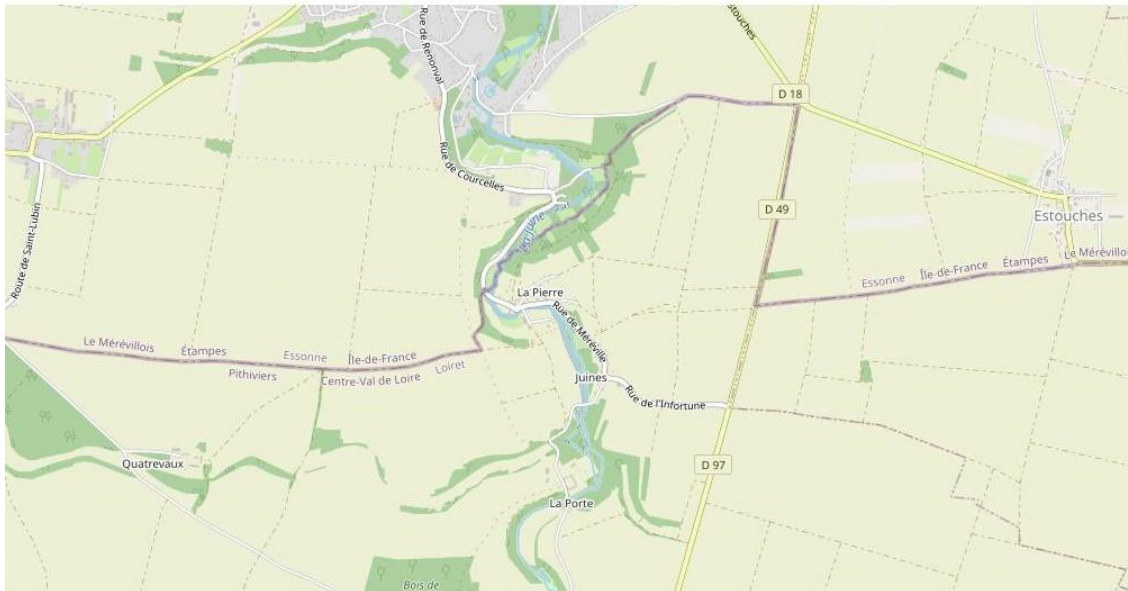 Rue de Renonval
Estouches
D 18
Route de Saint-Lubin
Rue de Courcelles
La Juine
D 49
Estouches
Essonne Île-de-France Étampes Le Mérévillois
La Pierre
Rue de Méréville
Le Mérévillois Étampes Essonne Île-de-France
Pithiviers Centre-Val de Loire Loiret
Juines
Rue de l'Infortune
Quatrevaux
D 97
La Porte
Bois de